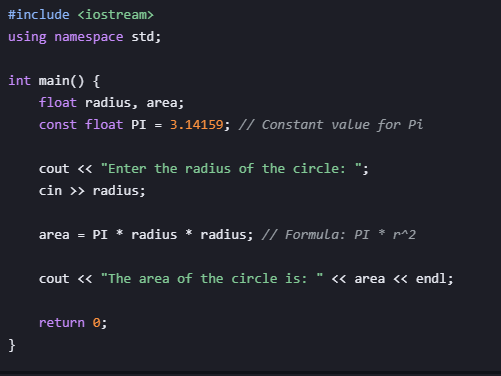 #include <iostream>
using namespace std;
int main() {
float radius, area;
const float PI = 3.14159; // Constant value for Pi
cout << "Enter the radius of the circle: ";
cin >> radius;
area = PI * radius * radius; // Formula: PI * r^2
cout << "The area of the circle is: " << area << endl;
return 0;
}